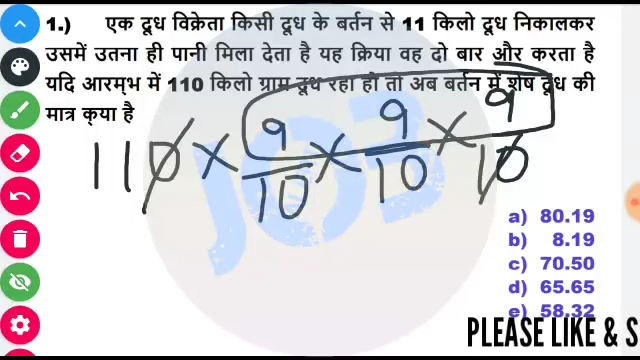 1.) एक दूध विक्रेता किसी दूध के बर्तन से 11 किलो दूध निकालकर
उसमें उतना ही पानी मिला देता है यह क्रिया वह दो बार और करता है
यदि आरम्भ में 110 किलो ग्राम दूध रहा हो तो अब बर्तन में शेष दूध की
मात्र क्या है
110 × 9/10 × 9/10 × 9/10
JOB
a) 80.19
b) 8.19
c) 70.50
d) 65.65
e) 58.32
PLEASE LIKE & S